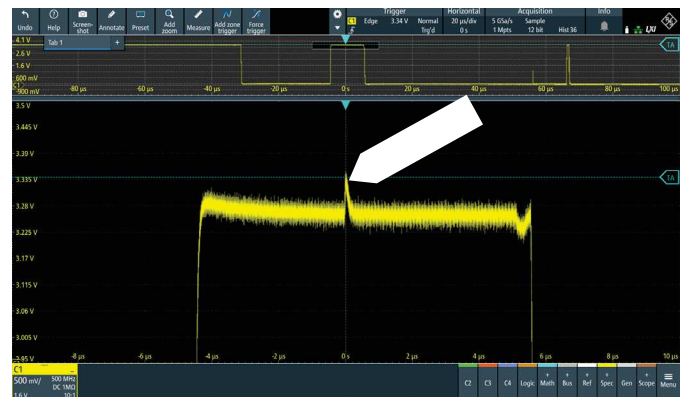 Undo
Help
Screen-
shot
Annotate
Preset
Add
zoom
Measure
Add zone
trigger
Force
trigger
Trigger
C1 Edge 3.34 V Normal
Trig'd
Horizontal
20 µs/div
0 s
Acquisition
5 GSa/s Sample
1 Mpts 12 bit Hist 36
Info
LXI
Tab 1 +
4.1 V
2.6 V
1.6 V
600 mV
-900 mV
C1
TA
-80 µs -60 µs -40 µs -20 µs 0 s 20 µs 40 µs 60 µs 80 µs 100 µs
3.5 V
3.445 V
3.39 V
3.335 V
TA
3.28 V
3.225 V
3.17 V
3.115 V
3.06 V
3.005 V
2.95 V
-8 µs -6 µs -4 µs -2 µs 0 s 2 µs 4 µs 6 µs 8 µs 10 µs
C1
500 mV/ 500 MHz
DC 1MΩ
1.6 V 10:1
C2 C3 C4 Logic Math Bus Ref Spec Gen Scope Menu